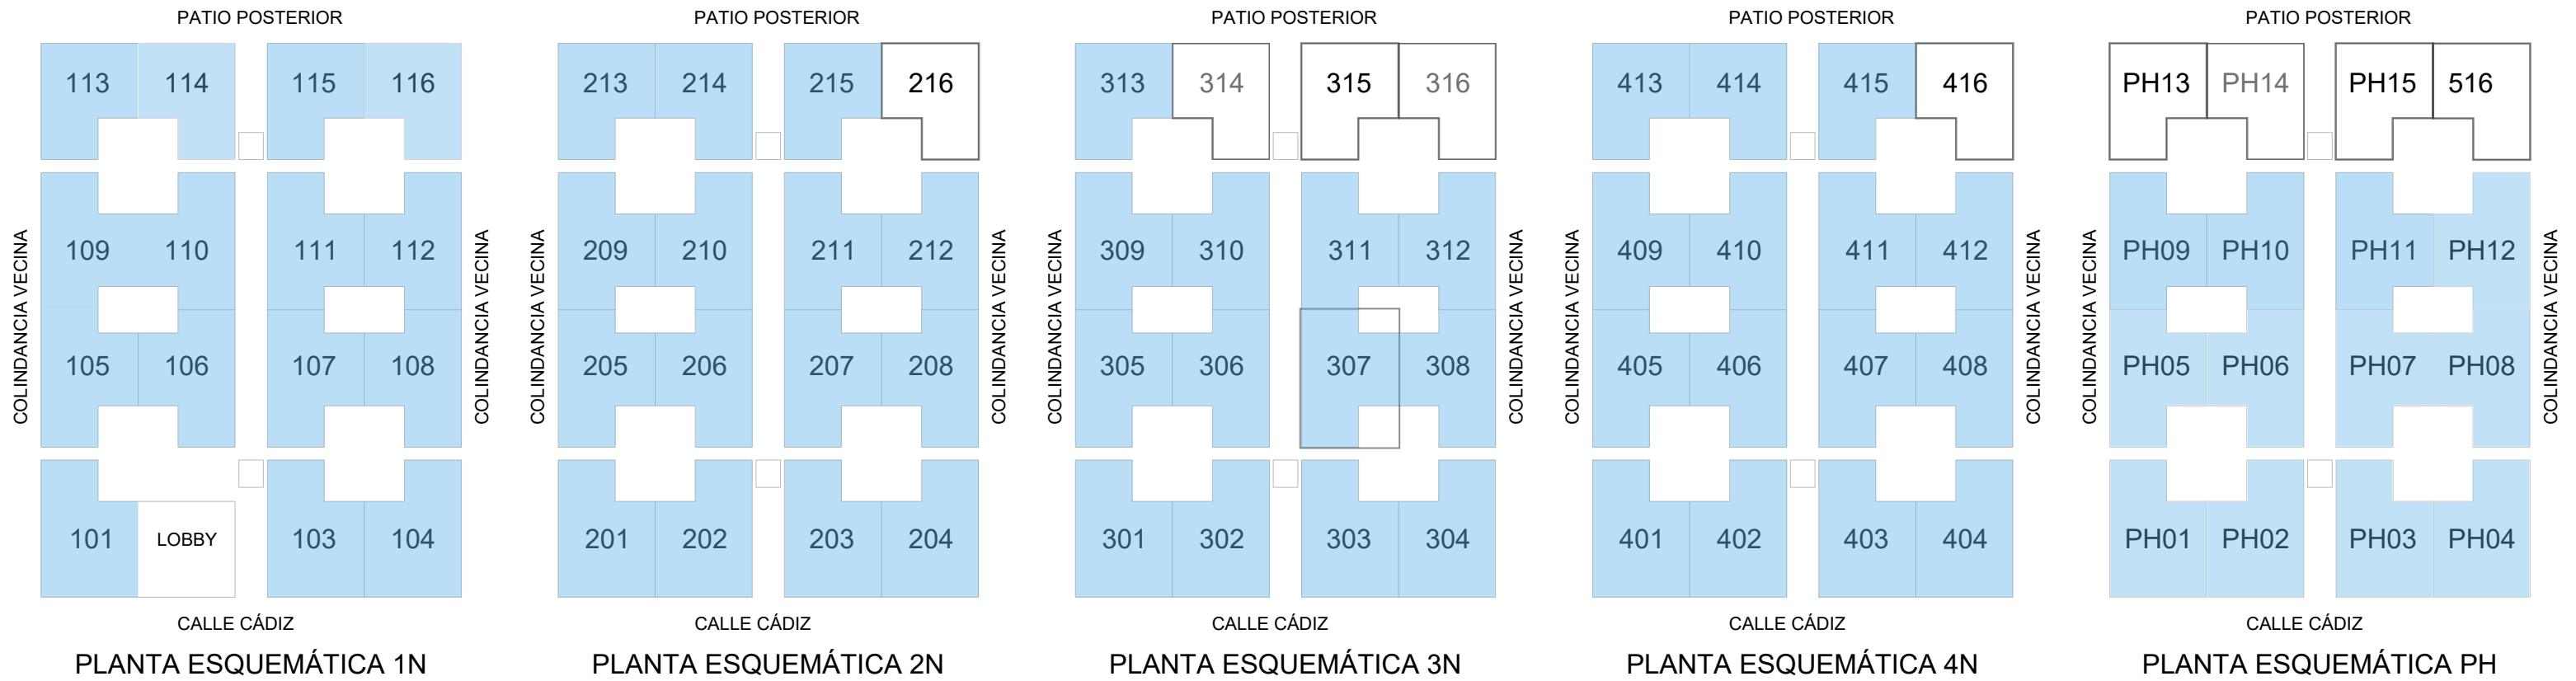 PATIO POSTERIOR
113 114 115 116
109 110 111 112
105 106 107 108
101 LOBBY 103 104
COLINDANCIA VECINA
COLINDANCIA VECINA
CALLE CÁDIZ
PLANTA ESQUEMÁTICA 1N
PATIO POSTERIOR
213 214 215 216
209 210 211 212
205 206 207 208
201 202 203 204
COLINDANCIA VECINA
COLINDANCIA VECINA
CALLE CÁDIZ
PLANTA ESQUEMÁTICA 2N
PATIO POSTERIOR
313 314 315 316
309 310 311 312
305 306 307 308
301 302 303 304
COLINDANCIA VECINA
COLINDANCIA VECINA
CALLE CÁDIZ
PLANTA ESQUEMÁTICA 3N
PATIO POSTERIOR
413 414 415 416
409 410 411 412
405 406 407 408
401 402 403 404
COLINDANCIA VECINA
COLINDANCIA VECINA
CALLE CÁDIZ
PLANTA ESQUEMÁTICA 4N
PATIO POSTERIOR
PH13 PH14 PH15 516
PH09 PH10 PH11 PH12
PH05 PH06 PH07 PH08
PH01 PH02 PH03 PH04
COLINDANCIA VECINA
COLINDANCIA VECINA
CALLE CÁDIZ
PLANTA ESQUEMÁTICA PH